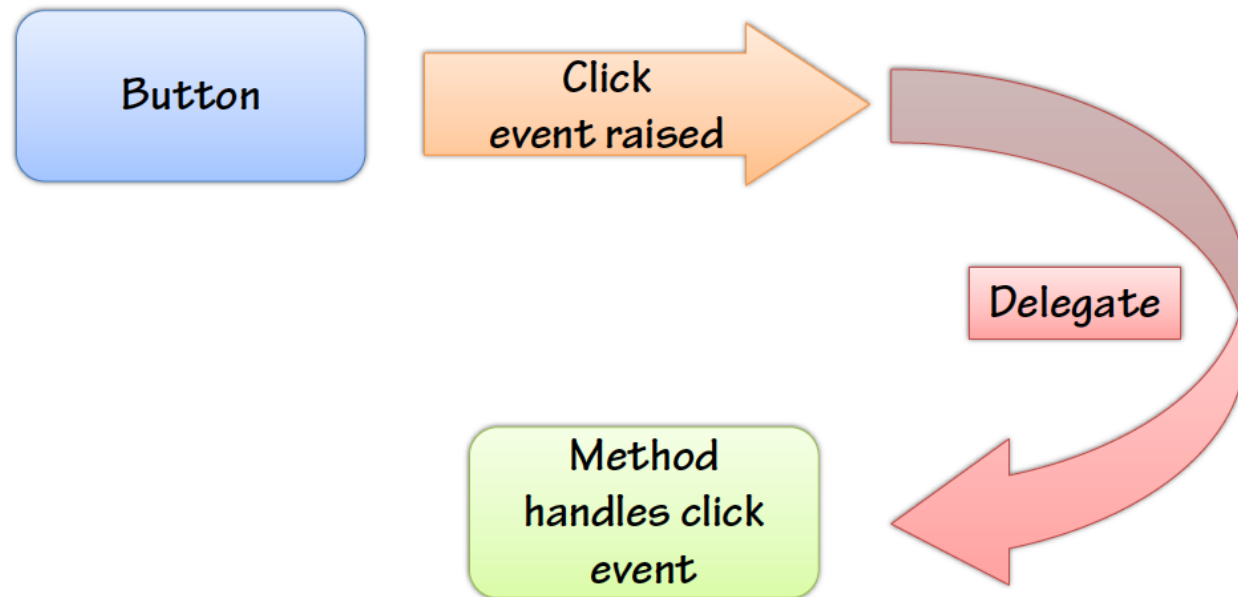 Button
Click
event raised
Delegate
Method
handles click
event